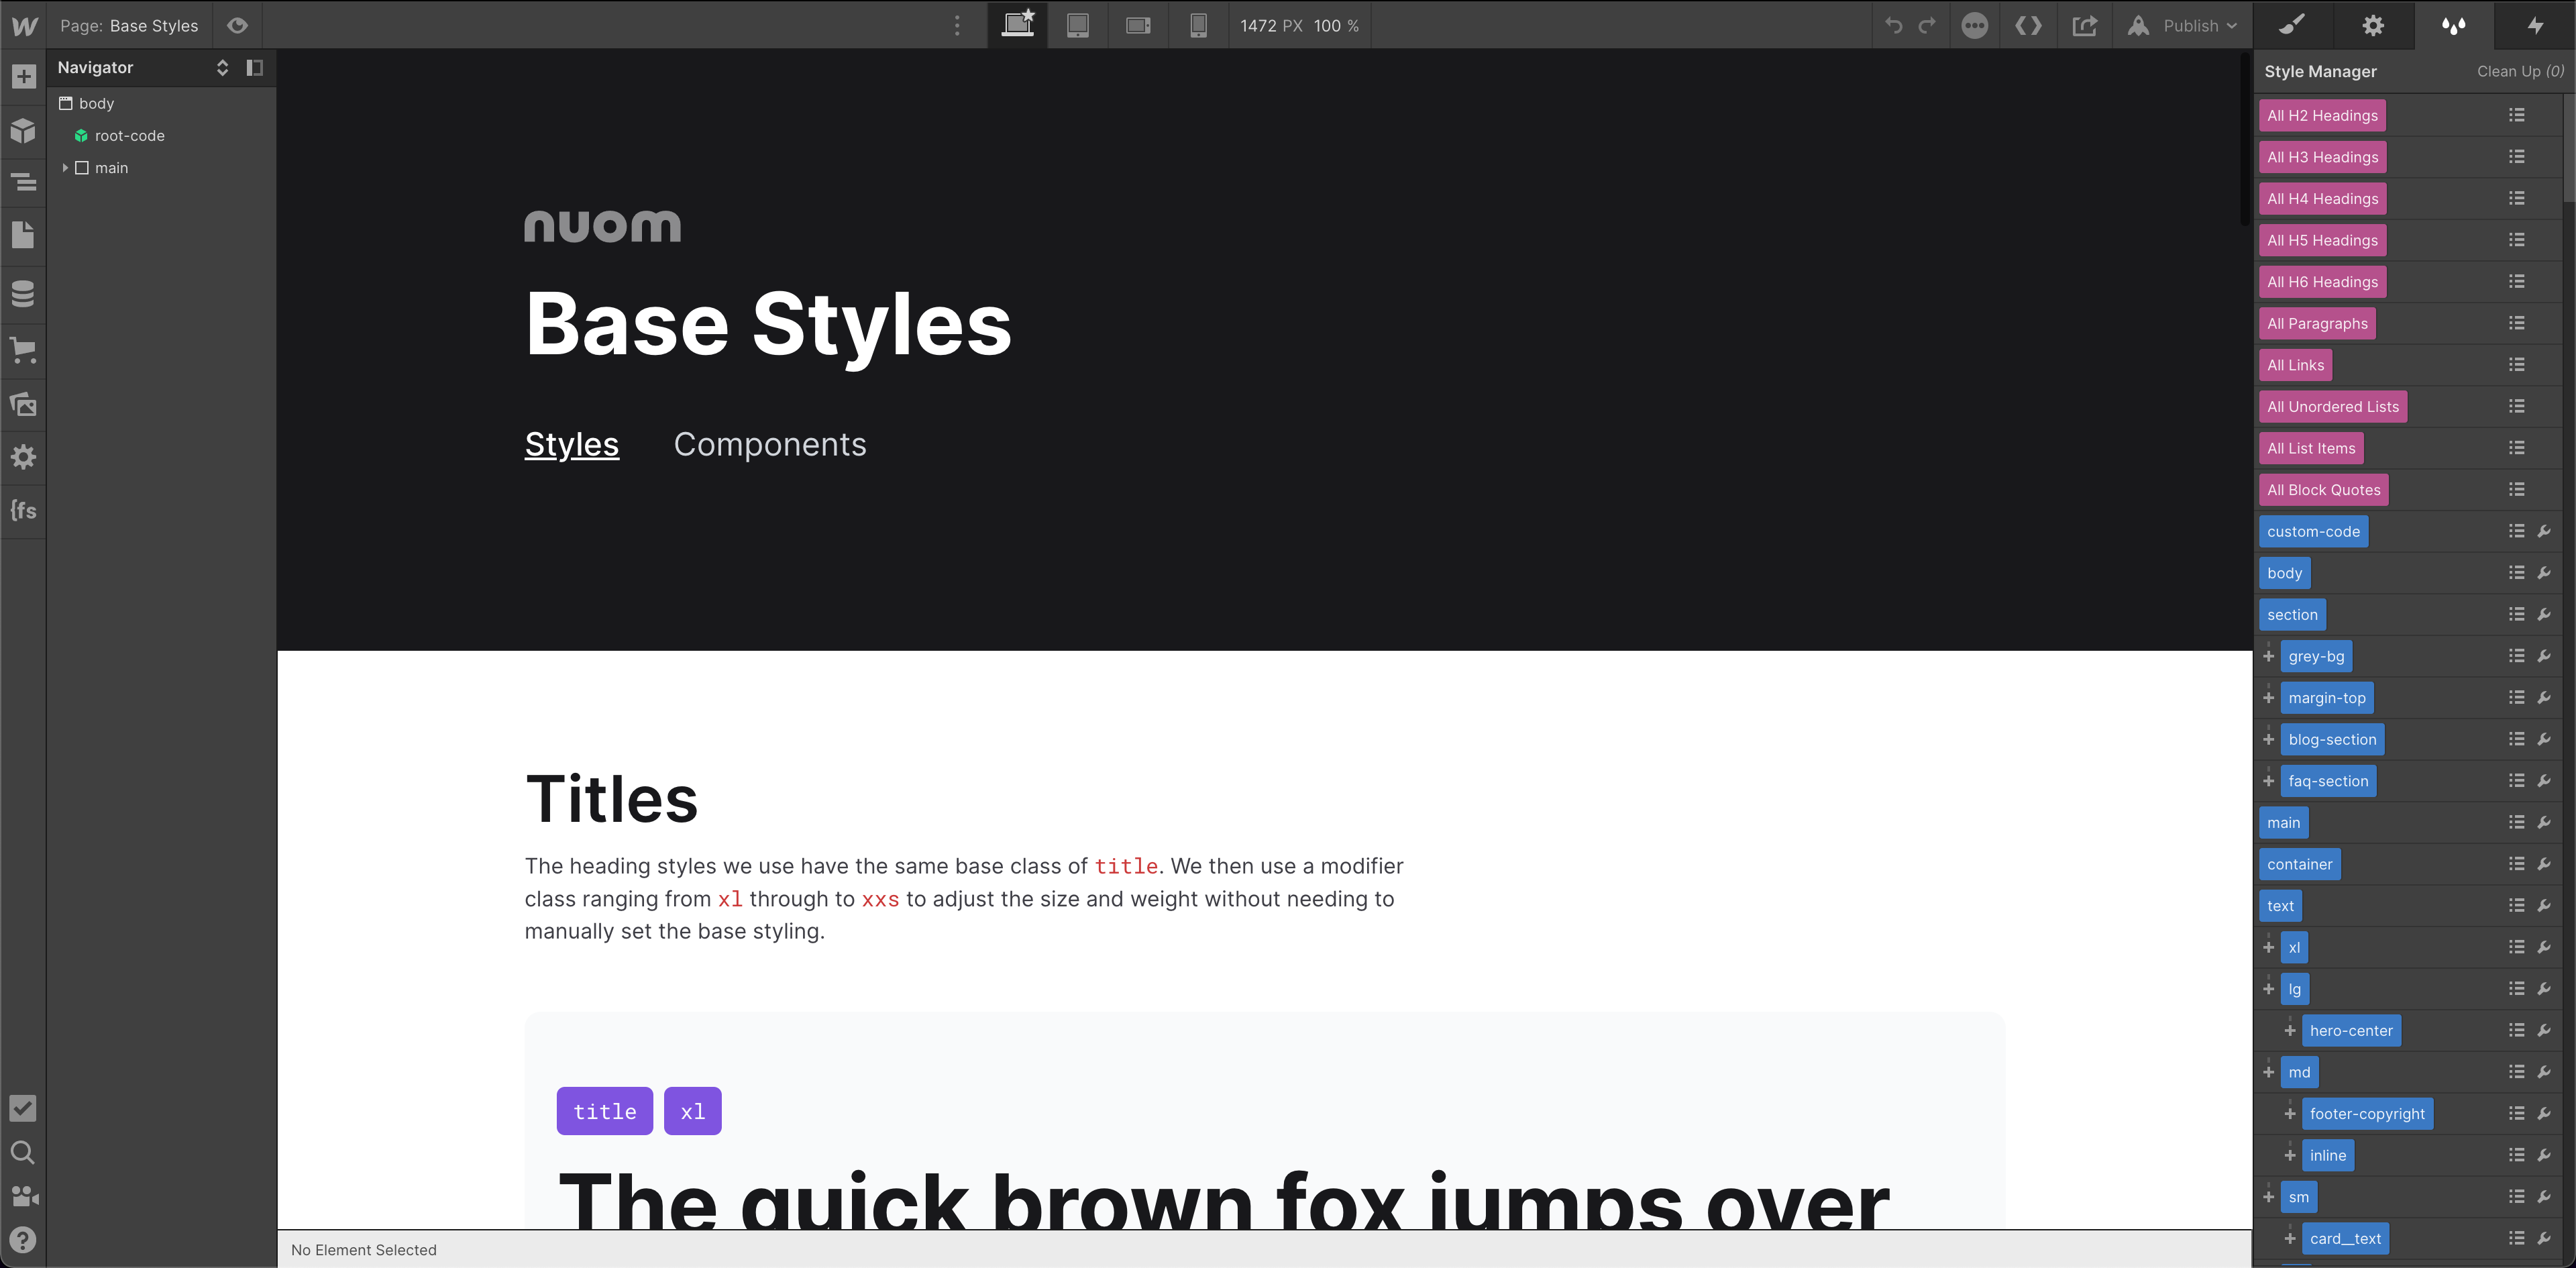 Page: Base Styles
1472 PX 100 %
Publish
Navigator
body
root-code
main
{fs
nuom
Base Styles
Styles Components
Titles
The heading styles we use have the same base class of title. We then use a modifier
class ranging from xl through to xxs to adjust the size and weight without needing to
manually set the base styling.
title xl
The quick brown fox jumps over
No Element Selected
Style Manager Clean Up (0)
All H2 Headings
All H3 Headings
All H4 Headings
All H5 Headings
All H6 Headings
All Paragraphs
All Links
All Unordered Lists
All List Items
All Block Quotes
custom-code
body
section
grey-bg
margin-top
blog-section
faq-section
main
container
text
xl
lg
hero-center
md
footer-copyright
inline
sm
card__text